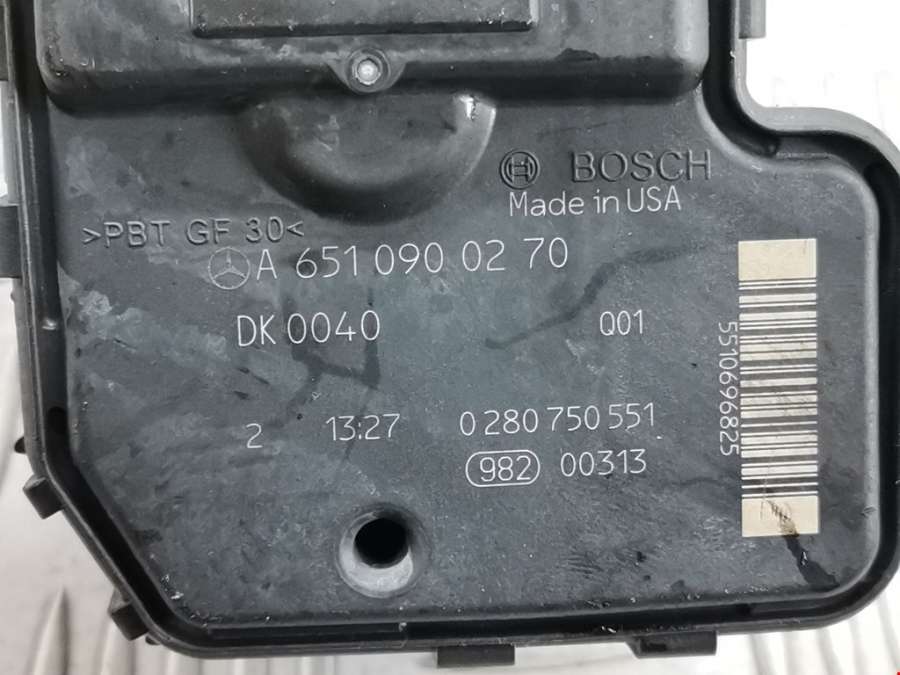 BOSCH
Made in USA
>PBT GF 30<
A 651 090 02 70
DK 0040 Q01
2 13:27 0 280 750 551
982 00313
5510696825